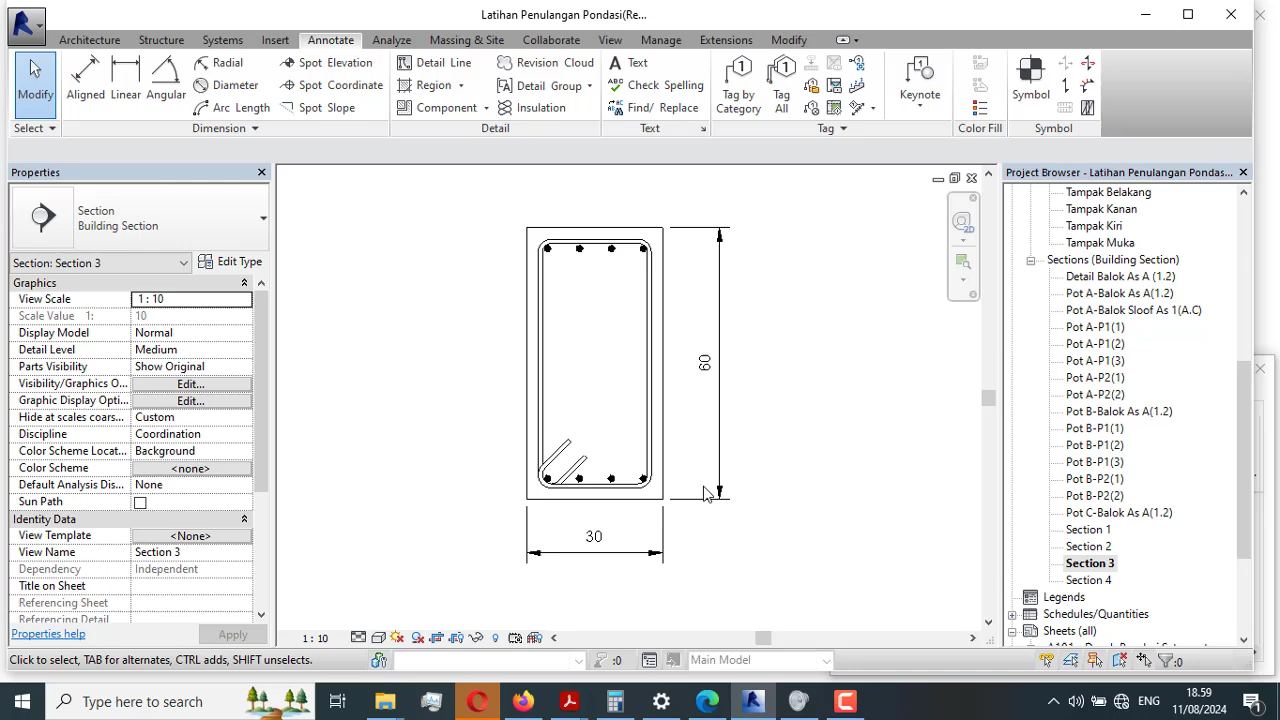 Latihan Penulangan Pondasi(Re...
Architecture Structure Systems Insert Annotate Analyze Massing & Site Collaborate View Manage Extensions Modify
Modify
Aligned Linear Angular
Radial
Diameter
Arc Length
Spot Elevation
Spot Coordinate
Spot Slope
Detail Line
Region
Component
Revision Cloud
Detail Group
Insulation
Text
Check Spelling
Find/ Replace
Tag by Category
Tag All
Keynote
Symbol
Select Dimension Detail Text Tag Color Fill Symbol
Properties
Section
Building Section
Section: Section 3 Edit Type
Graphics
View Scale 1 : 10
Scale Value 1: 10
Display Model Normal
Detail Level Medium
Parts Visibility Show Original
Visibility/Graphics O... Edit...
Graphic Display Opti... Edit...
Hide at scales coars... Custom
Discipline Coordination
Color Scheme Locat... Background
Color Scheme <none>
Default Analysis Dis... None
Sun Path
Identity Data
View Template <None>
View Name Section 3
Dependency Independent
Title on Sheet
Referencing Sheet
Referencing Detail
Properties help Apply
60
30
2D
1 : 10
Project Browser - Latihan Penulangan Pondas...
Tampak Belakang
Tampak Kanan
Tampak Kiri
Tampak Muka
Sections (Building Section)
Detail Balok As A (1.2)
Pot A-Balok As A(1.2)
Pot A-Balok Sloof As 1(A.C)
Pot A-P1(1)
Pot A-P1(2)
Pot A-P1(3)
Pot A-P2(1)
Pot A-P2(2)
Pot B-Balok As A(1.2)
Pot B-P1(1)
Pot B-P1(2)
Pot B-P1(3)
Pot B-P2(1)
Pot B-P2(2)
Pot C-Balok As A(1.2)
Section 1
Section 2
Section 3
Section 4
Legends
Schedules/Quantities
Sheets (all)
Click to select, TAB for alternates, CTRL adds, SHIFT unselects. :0 Main Model :0
Type here to search
ENG
18.59
11/08/2024
1